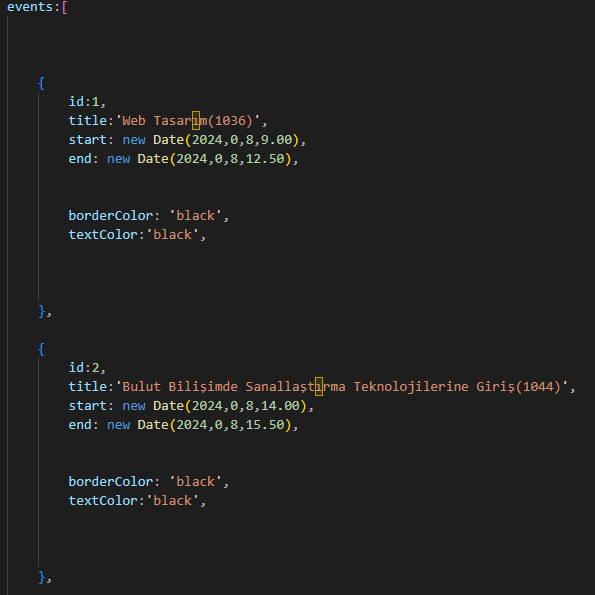 events:[
{
id:1,
title:'Web Tasarım(1036)',
start: new Date(2024,0,8,9.00),
end: new Date(2024,0,8,12.50),
borderColor: 'black',
textColor:'black',
},
{
id:2,
title:'Bulut Bilişimde Sanallaştırma Teknolojilerine Giriş(1044)',
start: new Date(2024,0,8,14.00),
end: new Date(2024,0,8,15.50),
borderColor: 'black',
textColor:'black',
},